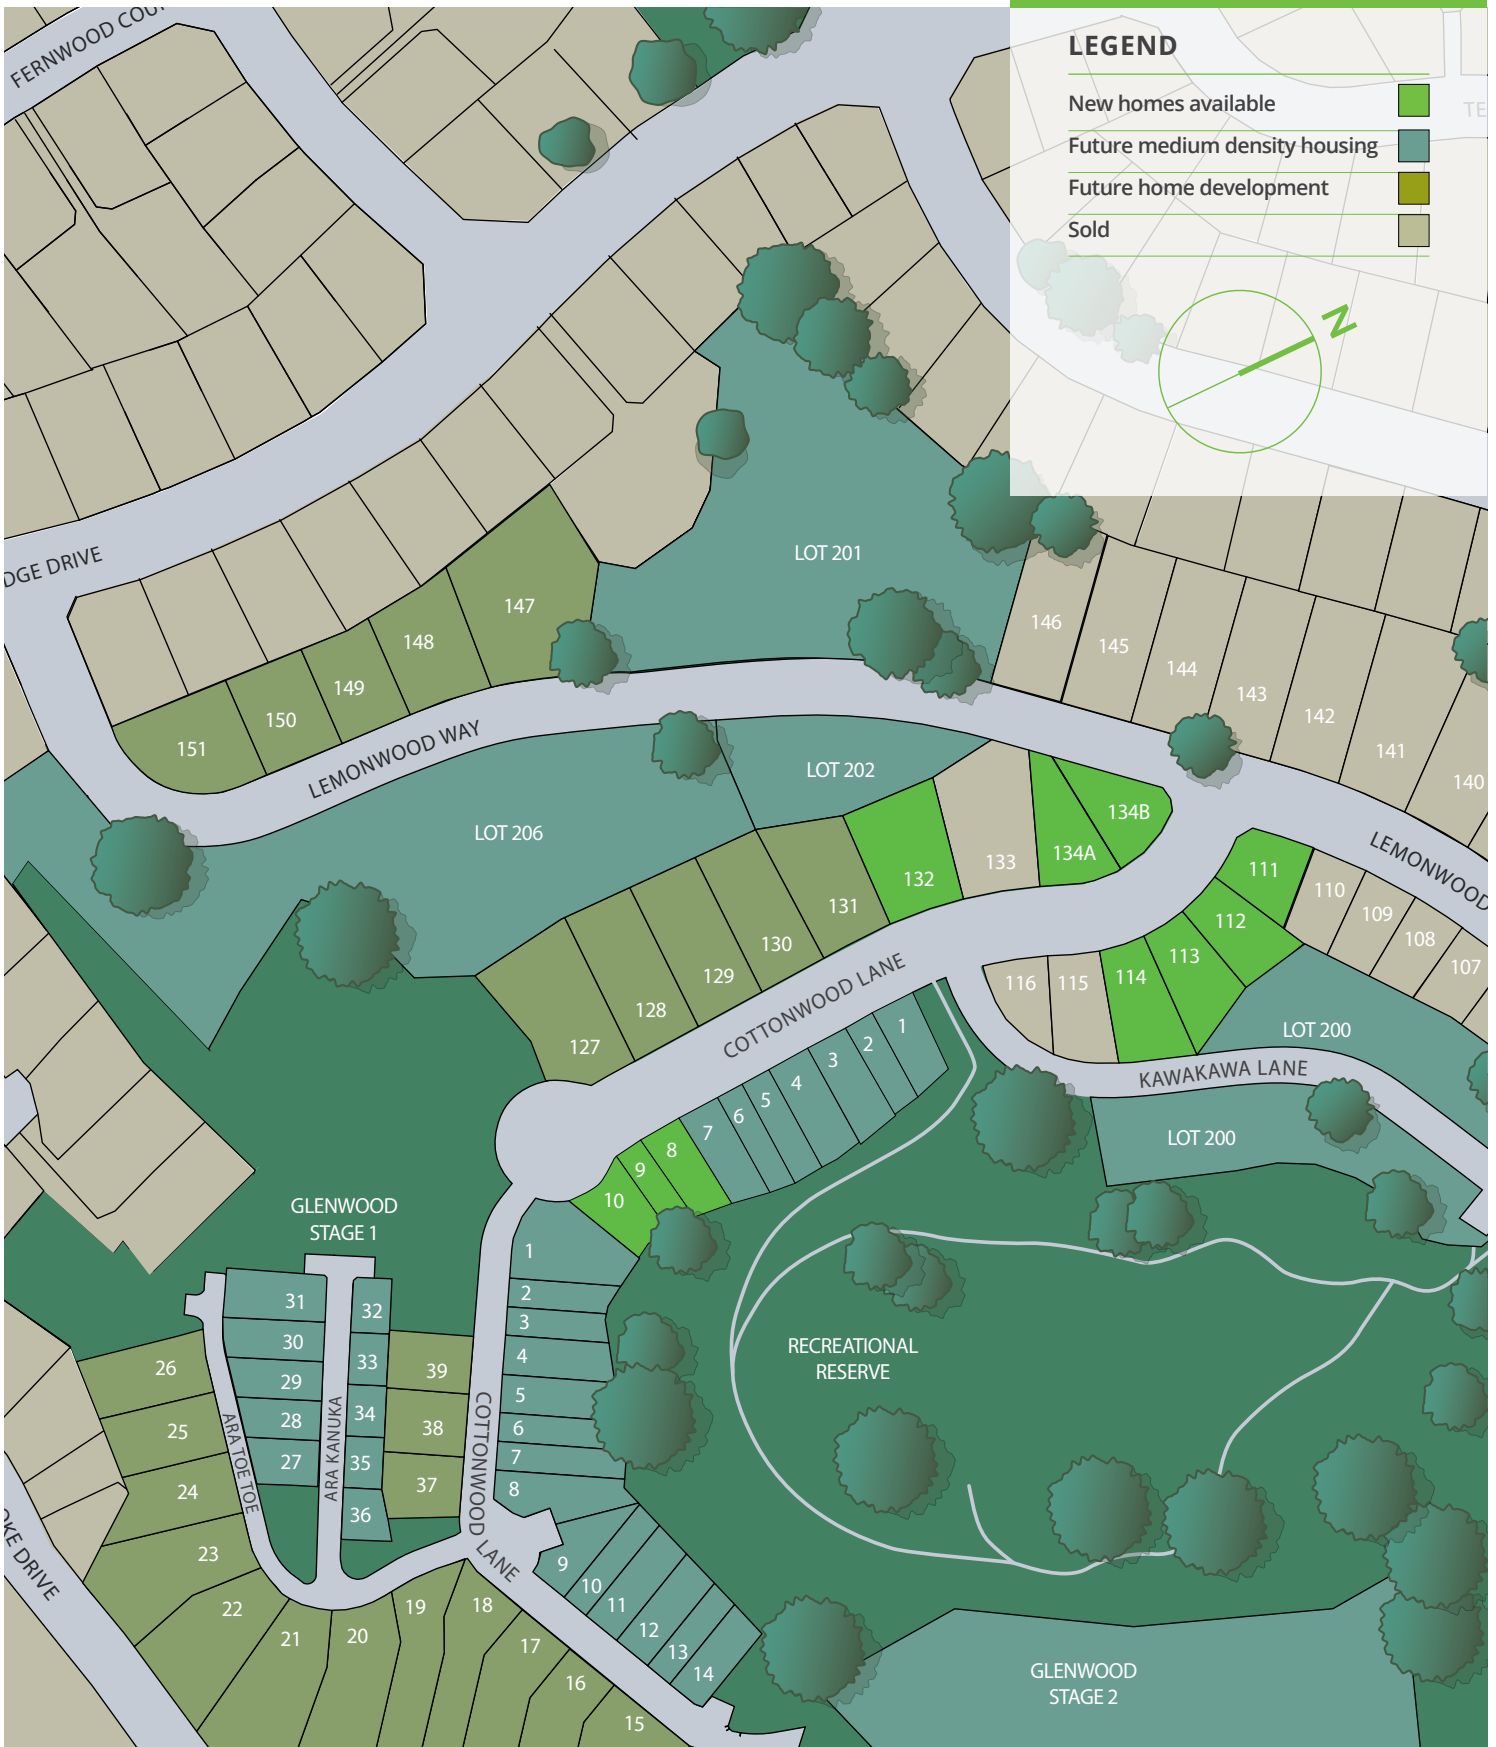 FERNWOOD COU
LEGEND
New homes available
Future medium density housing
Future home development
Sold
TE
N
DGE DRIVE
LOT 201
146
145
144
143
142
141
140
147
148
149
150
151
LEMONWOOD WAY
LOT 202
LOT 206
134B
134A
133
132
131
130
129
128
127
LEMONWOOD
111
112
113
114
115
116
110
109
108
107
COTTONWOOD LANE
LOT 200
KAWAKAWA LANE
LOT 200
1
2
3
4
5
6
7
8
9
10
GLENWOOD
STAGE 1
1
2
3
4
5
6
7
8
31
30
29
28
27
32
33
34
35
36
39
38
37
26
25
24
23
22
21
20
19
18
17
16
15
ARA TOE TOE
ARA KANUKA
COTTONWOOD LANE
9
10
11
12
13
14
RECREATIONAL
RESERVE
OKE DRIVE
GLENWOOD
STAGE 2